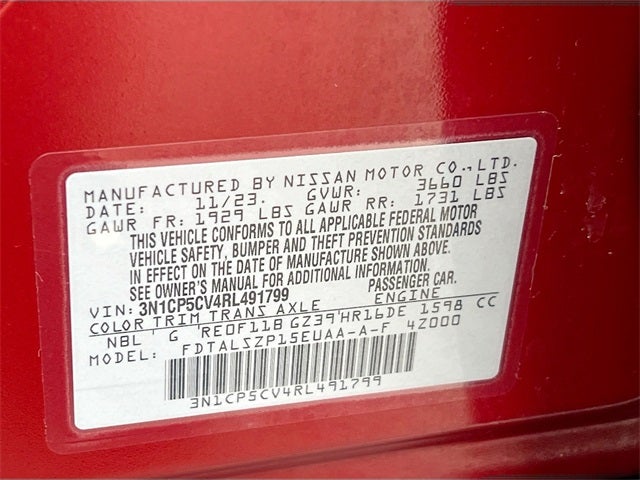 MANUFACTURED BY NISSAN MOTOR CO.,LTD.
DATE: 11/23. GVWR: 3660 LBS
GAWR FR: 1929 LBS GAWR RR: 1731 LBS
THIS VEHICLE CONFORMS TO ALL APPLICABLE FEDERAL MOTOR
VEHICLE SAFETY, BUMPER AND THEFT PREVENTION STANDARDS
IN EFFECT ON THE DATE OF MANUFACTURE SHOWN ABOVE.
SEE OWNER'S MANUAL FOR ADDITIONAL INFORMATION.
VIN: 3N1CP5CV4RL491799 PASSENGER CAR.
COLOR TRIM TRANS AXLE ENGINE
NBL G RE0F11B GZ39 HR16DE 1598 CC
MODEL: FDTALSZP15EUAA-A-F 4Z000
3N1CP5CV4RL491799